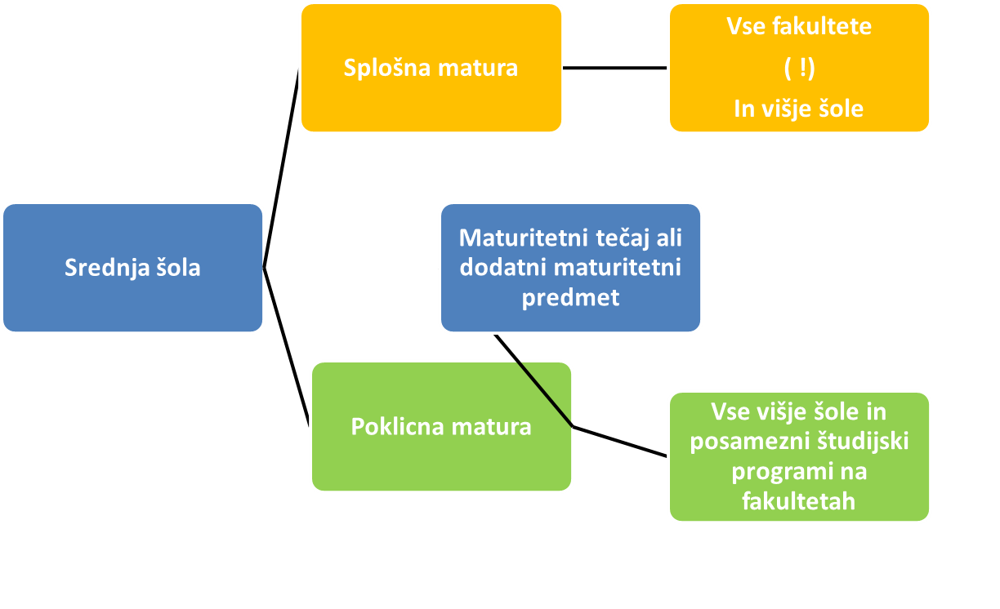 Splošna matura
Vse fakultete
( !)
In višje šole
Srednja šola
Maturitetni tečaj ali
dodatni maturitetni
predmet
Poklicna matura
Vse višje šole in
posamezni študijski
programi na
fakultetah